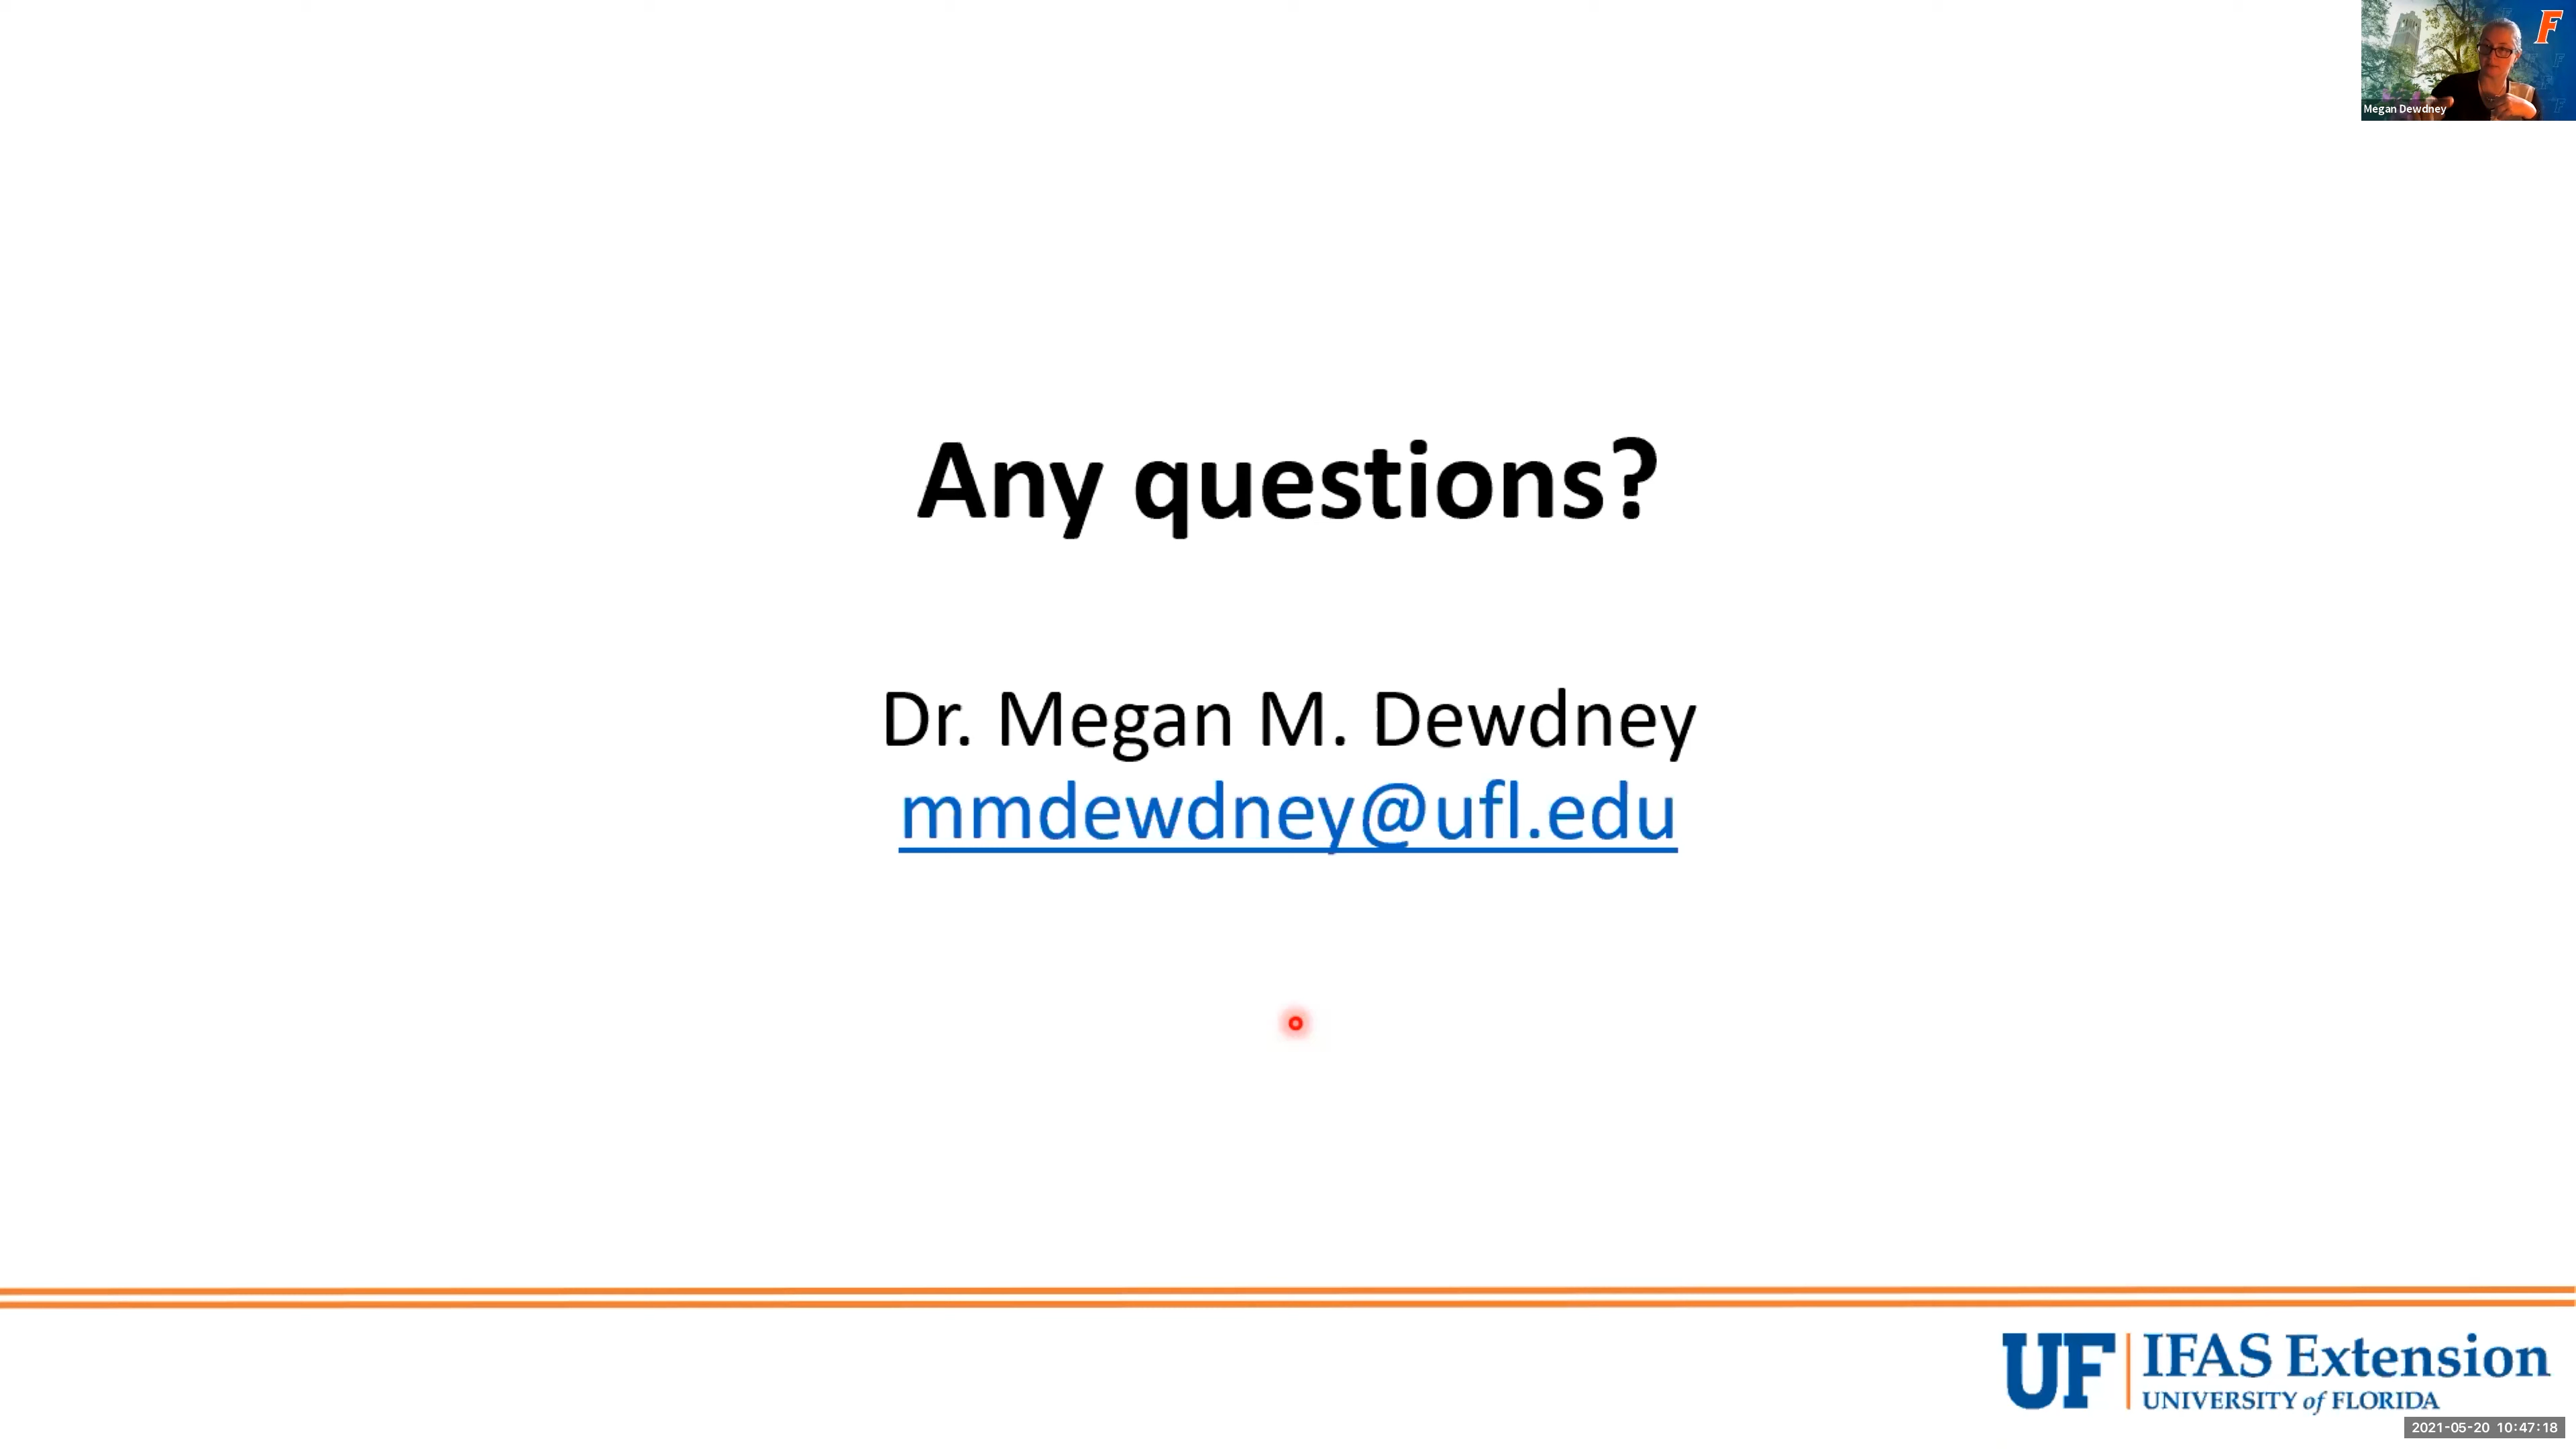 F
Megan Dewdney
Any questions?
Dr. Megan M. Dewdney
mmdewdney@ufl.edu
UF IFAS Extension
UNIVERSITY of FLORIDA
2021-05-20 10:47:18